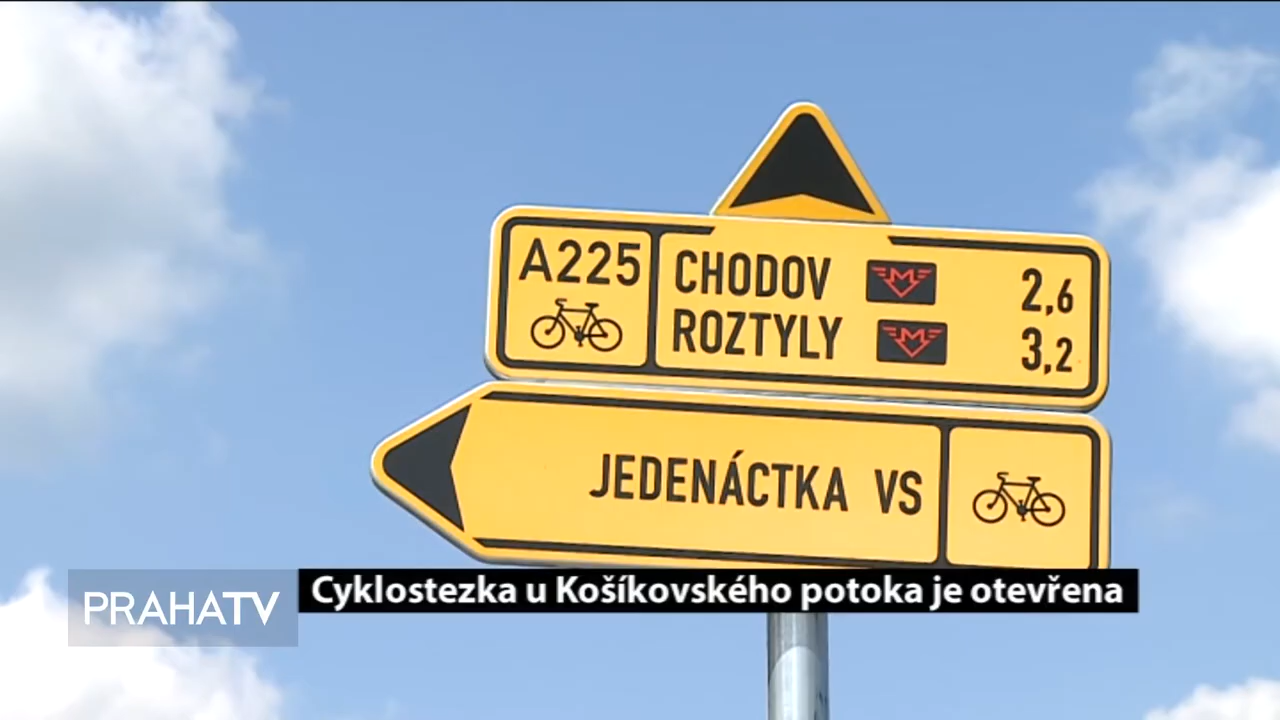 A225
CHODOV M 2,6
ROZTYLY M 3,2
JEDENÁCTKA VS
PRAHATV
Cyklostezka u Košíkovského potoka je otevřena